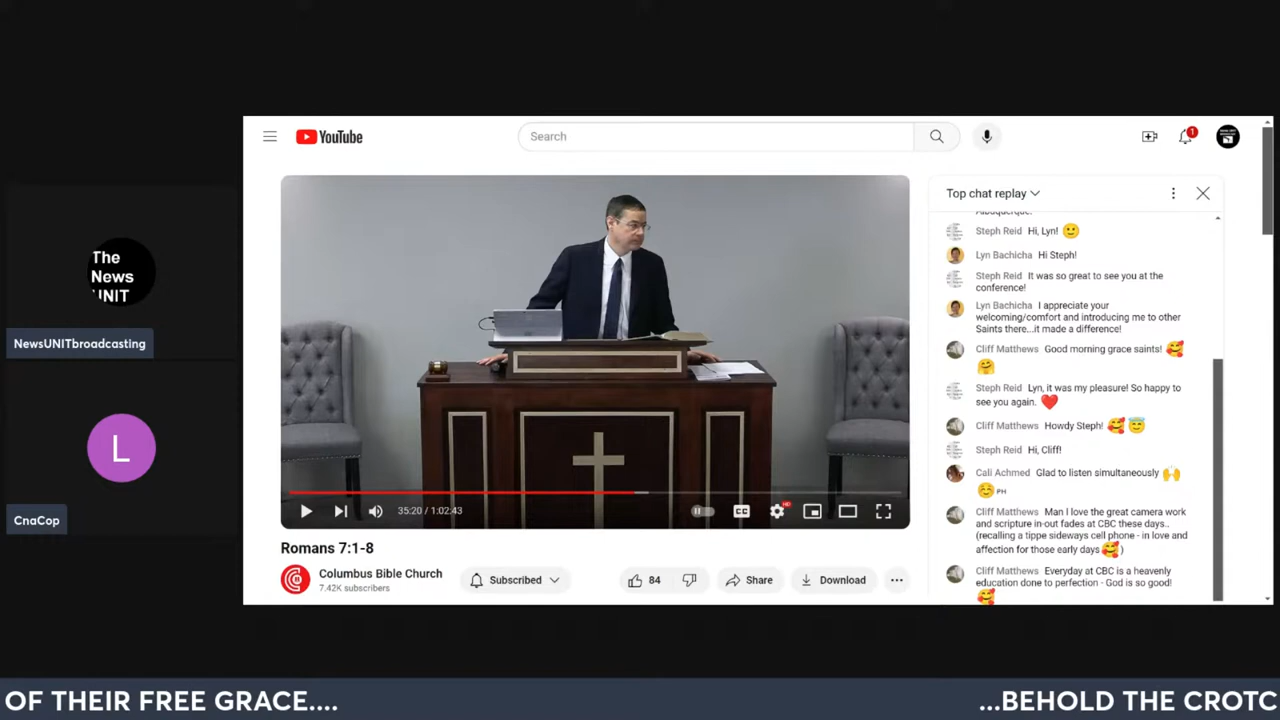 YouTube
Search
1
The
News
UNIT
NewsUNITbroadcasting
L
CnaCop
35:20 / 1:02:43
CC
HD
Romans 7:1-8
Columbus Bible Church
7.42K subscribers
Subscribed
84
Share
Download
Top chat replay
Albuquerque.
Steph Reid Hi, Lyn!
Lyn Bachicha Hi Steph!
Steph Reid It was so great to see you at the
conference!
Lyn Bachicha I appreciate your
welcoming/comfort and introducing me to other
Saints there...it made a difference!
Cliff Matthews Good morning grace saints! 🥰
🤗
Steph Reid Lyn, it was my pleasure! So happy to
see you again. ❤️
Cliff Matthews Howdy Steph! 🥰 😇
Steph Reid Hi, Cliff!
Cali Achmed Glad to listen simultaneously 🙌
☺️ PH
Cliff Matthews Man I love the great camera work
and scripture in-out fades at CBC these days..
(recalling a tippe sideways cell phone - in love and
affection for those early days 🥰 )
Cliff Matthews Everyday at CBC is a heavenly
education done to perfection - God is so good!
🥰
OF THEIR FREE GRACE.... ...BEHOLD THE CROTC